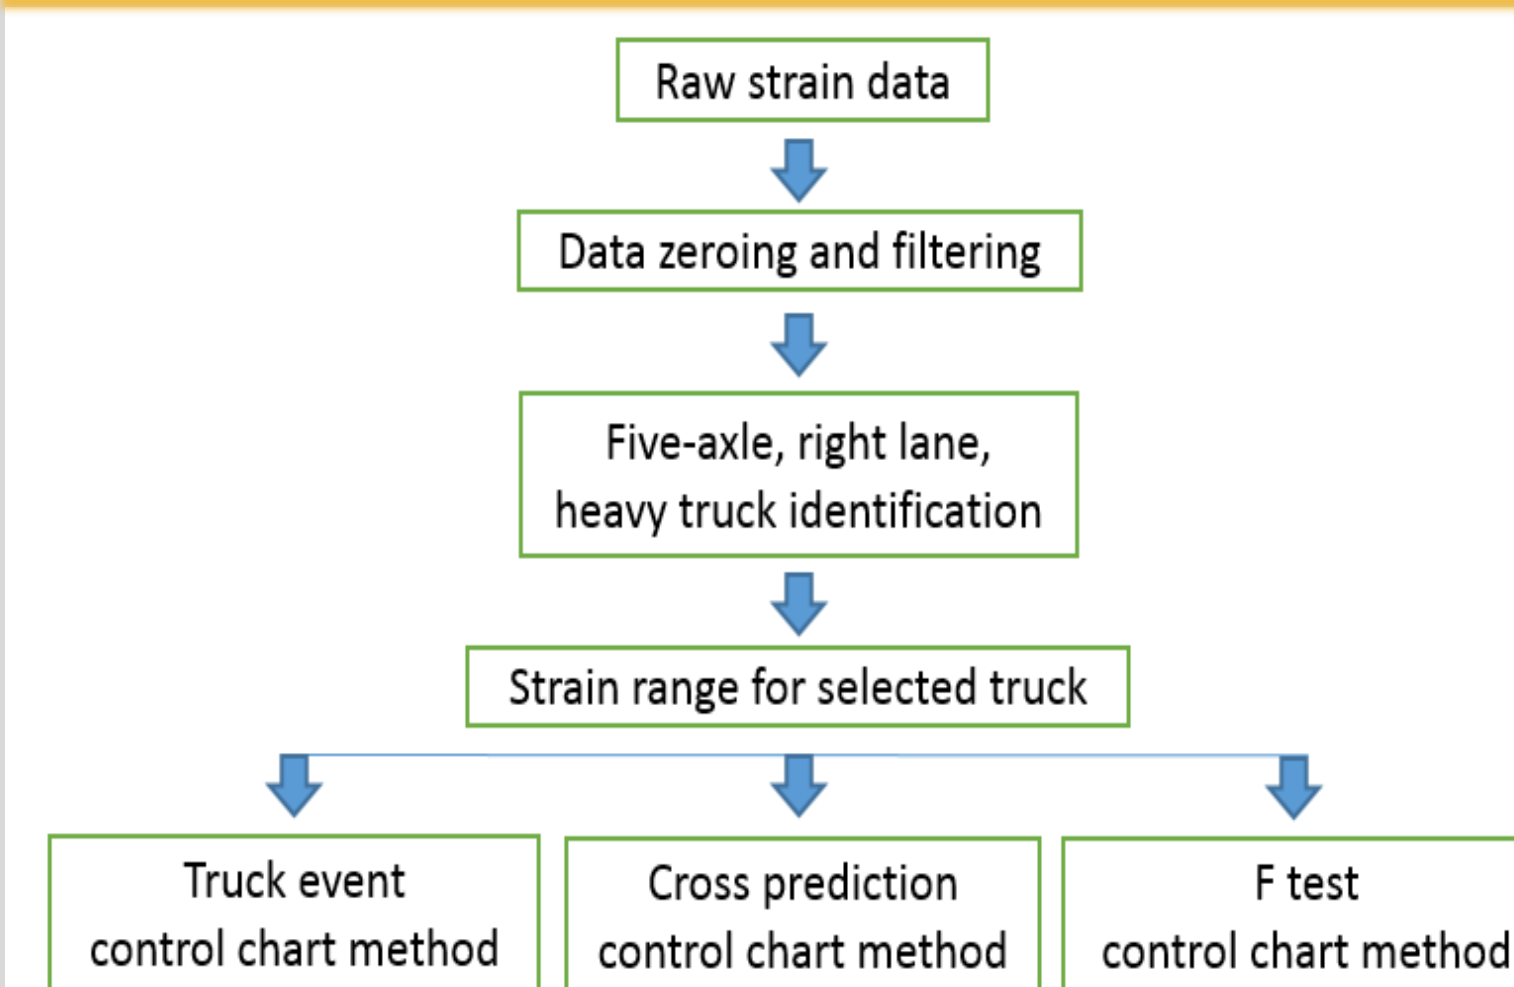 Raw strain data
Data zeroing and filtering
Five-axle, right lane,
heavy truck identification
Strain range for selected truck
Truck event
control chart method
Cross prediction
control chart method
F test
control chart method